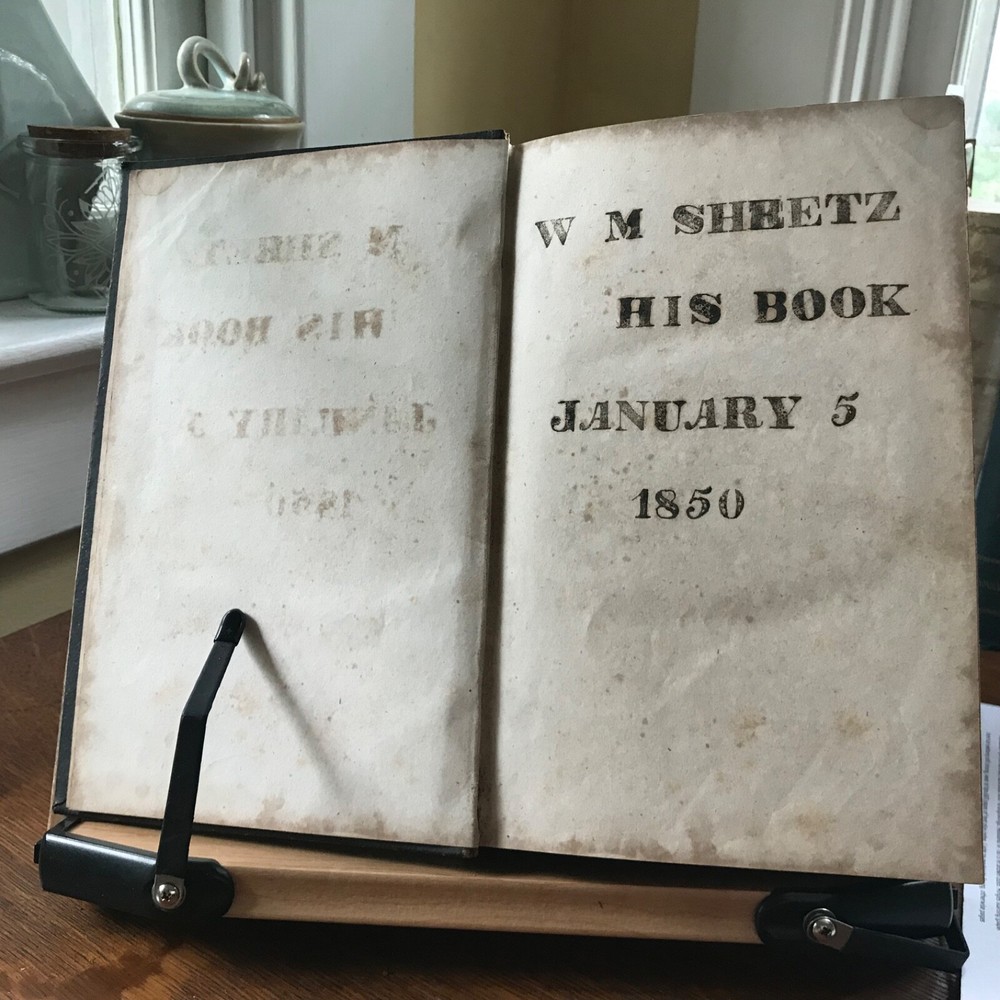 W M SHEETZ
HIS BOOK
JANUARY 5
1850